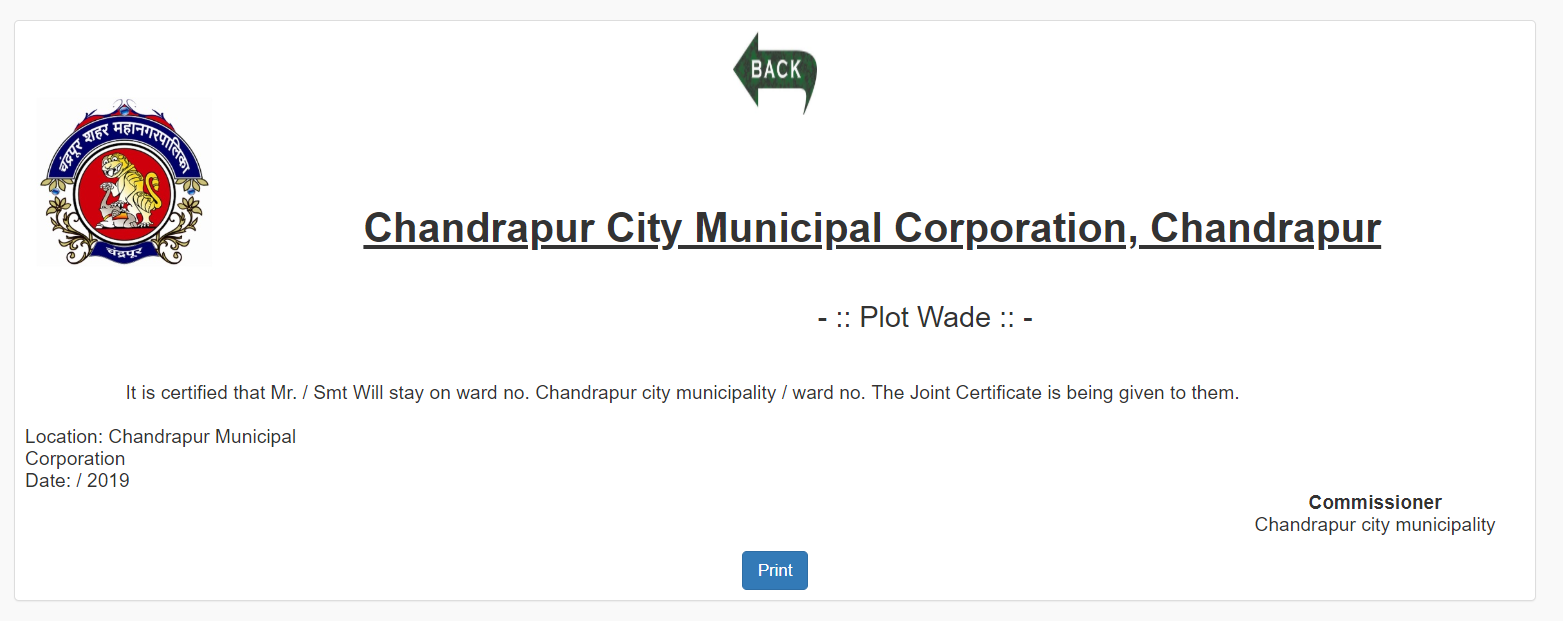 BACK
चंद्रपूर शहर महानगरपालिका
चंद्रपूर
Chandrapur City Municipal Corporation, Chandrapur
- :: Plot Wade :: -
It is certified that Mr. / Smt Will stay on ward no. Chandrapur city municipality / ward no. The Joint Certificate is being given to them.
Location: Chandrapur Municipal
Corporation
Date: / 2019
Commissioner
Chandrapur city municipality
Print